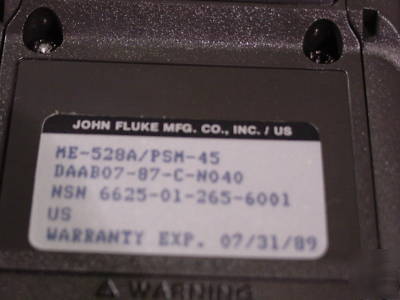 JOHN FLUKE MFG. CO., INC. / US
ME-528A/PSM-45
DAAB07-87-C-N040
NSN 6625-01-265-6001
US
WARRANTY EXP. 07/31/89
⚠ WARNING